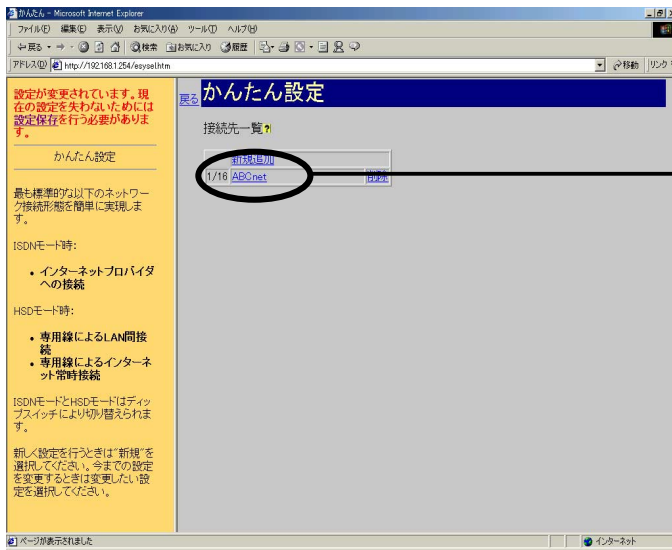 かんたん - Microsoft Internet Explorer
ファイル(F) 編集(E) 表示(V) お気に入り(A) ツール(T) ヘルプ(H)
戻る 検索 お気に入り 履歴
アドレス(D) http://192.168.1.254/esysel.htm 移動 リンク
設定が変更されています。現
在の設定を失わないためには
設定保存を行う必要がありま
す。
かんたん設定
最も標準的な以下のネットワー
ク接続形態を簡単に実現しま
す。
ISDNモード時:
• インターネットプロバイダ
への接続
HSDモード時:
• 専用線によるLAN間接
続
• 専用線によるインターネ
ット常時接続
ISDNモードとHSDモードはディッ
プスイッチにより切り替えられま
す。
新しく設定を行うときは"新規"を
選択してください。今までの設定
を変更するときは変更したい設
定を選択してください。
戻る かんたん設定
接続先一覧?
新規追加
1/16 ABCnet 削除
ページが表示されました インターネット